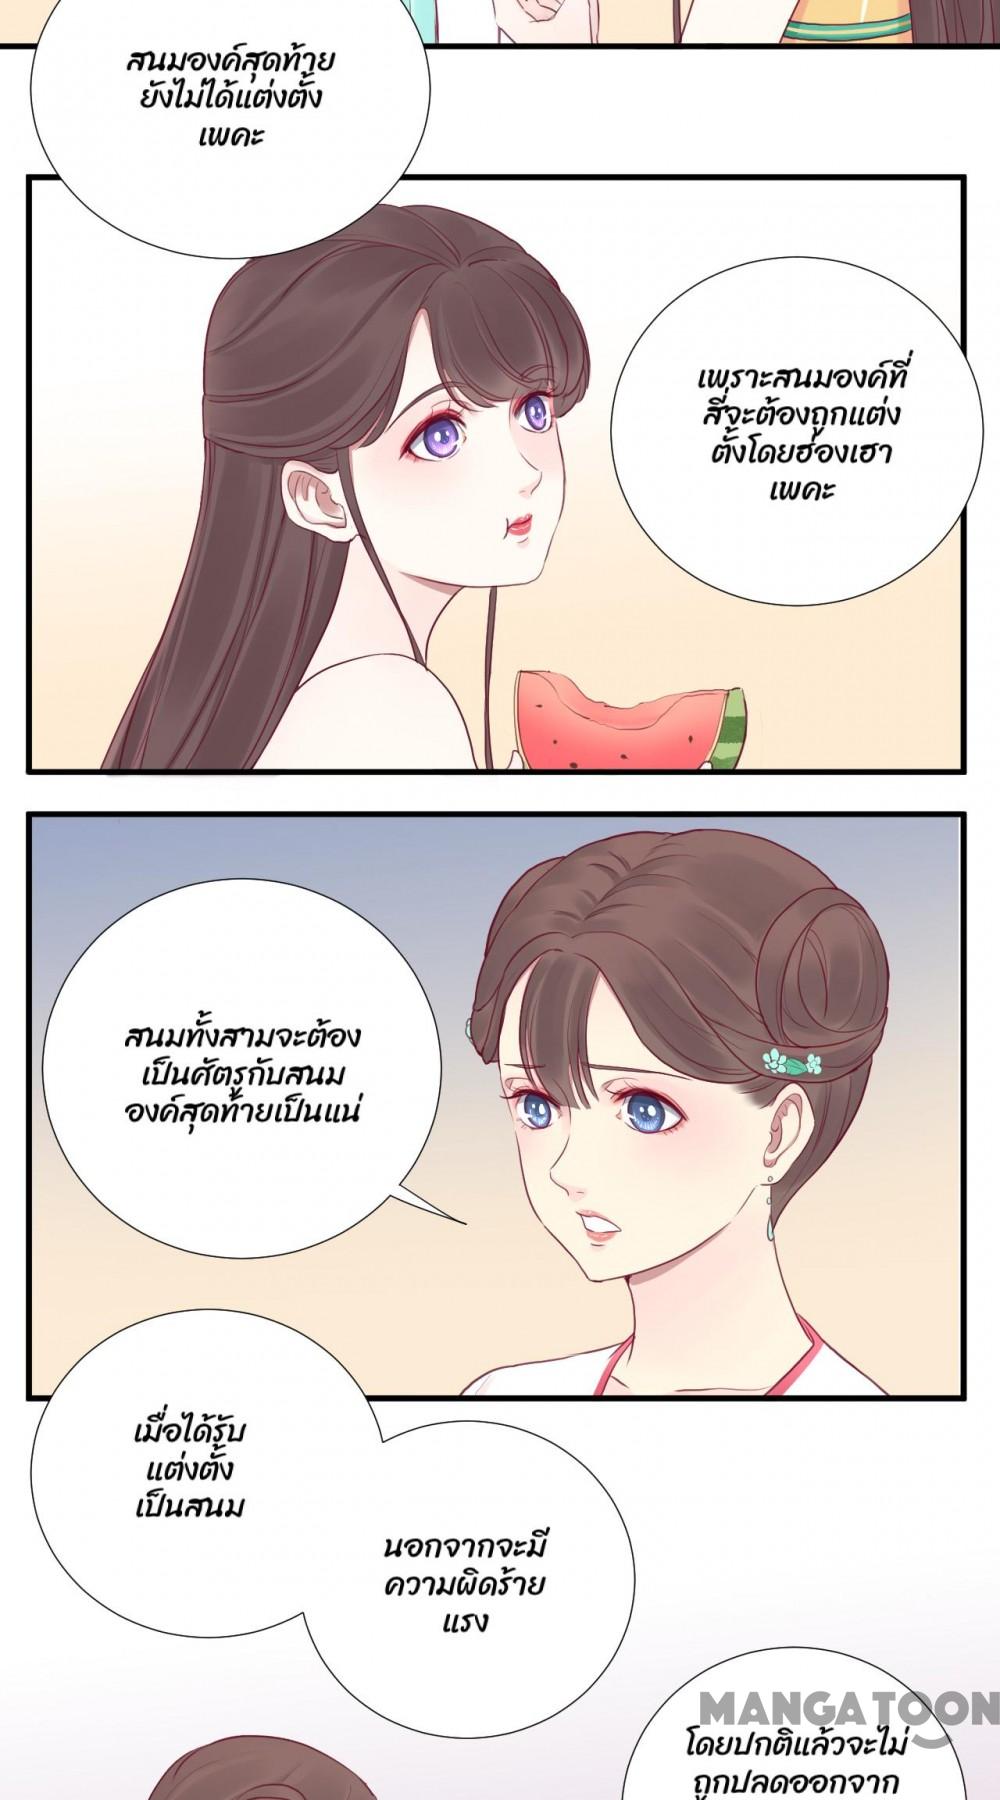 สนมองค์สุดท้าย
ยังไม่ได้แต่งตั้ง
เพคะ
เพราะสนมองค์ที่
สี่จะต้องถูกแต่ง
ตั้งโดยฮ่องเฮา
เพคะ
สนมทั้งสามจะต้อง
เป็นศัตรูกับสนม
องค์สุดท้ายเป็นแน่
เมื่อได้รับ
แต่งตั้ง
เป็นสนม
นอกจากจะมี
ความผิดร้าย
แรง
MANGATOON
โดยปกติแล้วจะไม่
ถูกปลดออกจาก